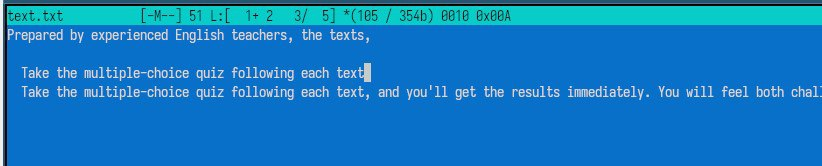 text.txt [-M--] 51 L:[ 1+ 2 3/ 5] *(105 / 354b) 0010 0x00A
Prepared by experienced English teachers, the texts,
Take the multiple-choice quiz following each text
Take the multiple-choice quiz following each text, and you'll get the results immediately. You will feel both